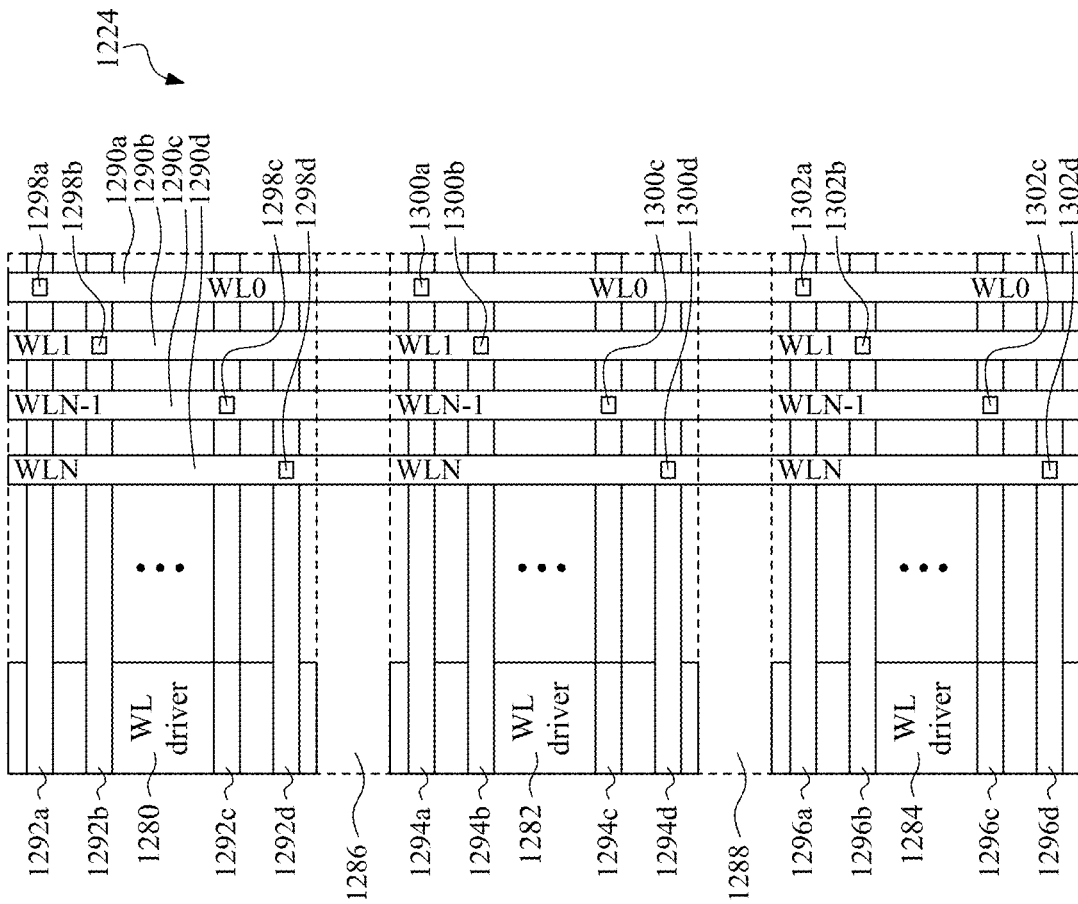 1224
1298a
1298b
1290a
1290b
1290c
1290d
1298c
1298d
1300a
1300b
1300c
1300d
1302a
1302b
1302c
1302d
WL0
WL1
WLN-1
WLN
WL0
WL1
WLN-1
WLN
WL0
WL1
WLN-1
WLN
WL
driver
WL
driver
WL
driver
1292a
1292b
1280
1292c
1292d
1286
1294a
1294b
1282
1294c
1294d
1288
1296a
1296b
1284
1296c
1296d